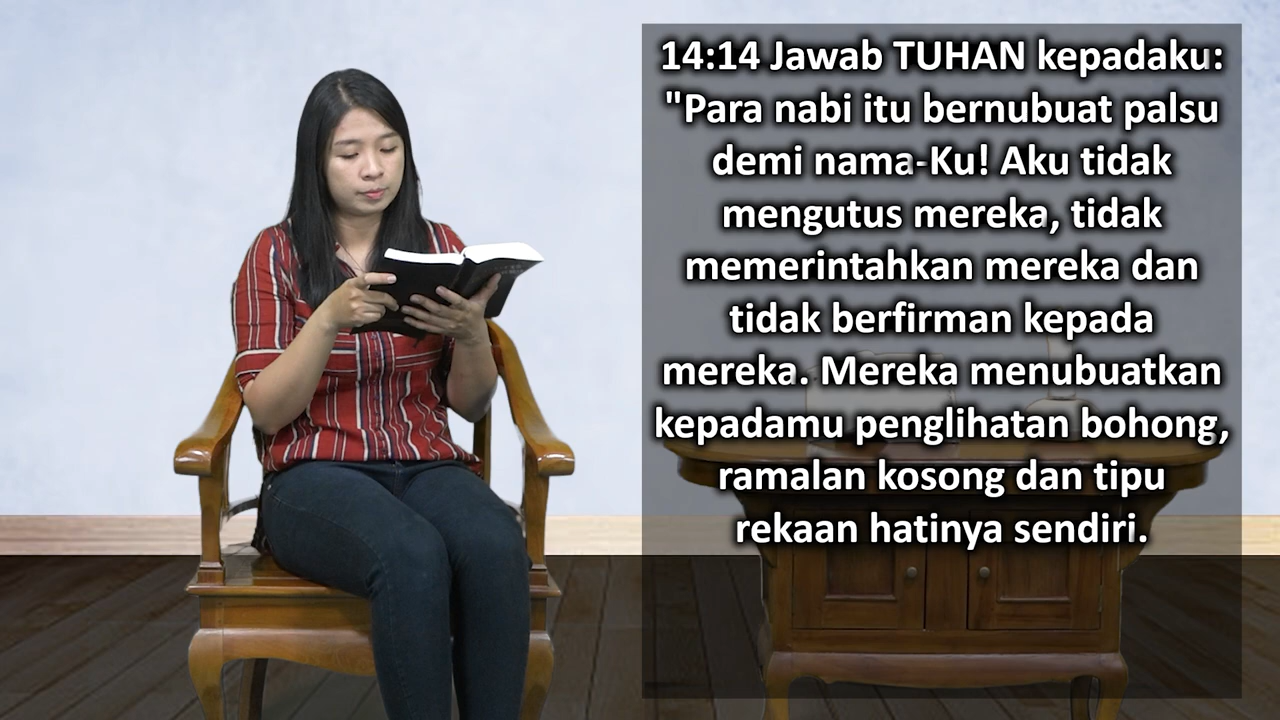 14:14 Jawab TUHAN kepadaku:
"Para nabi itu bernubuat palsu
demi nama-Ku! Aku tidak
mengutus mereka, tidak
memerintahkan mereka dan
tidak berfirman kepada
mereka. Mereka menubuatkan
kepadamu penglihatan bohong,
ramalan kosong dan tipu
rekaan hatinya sendiri.